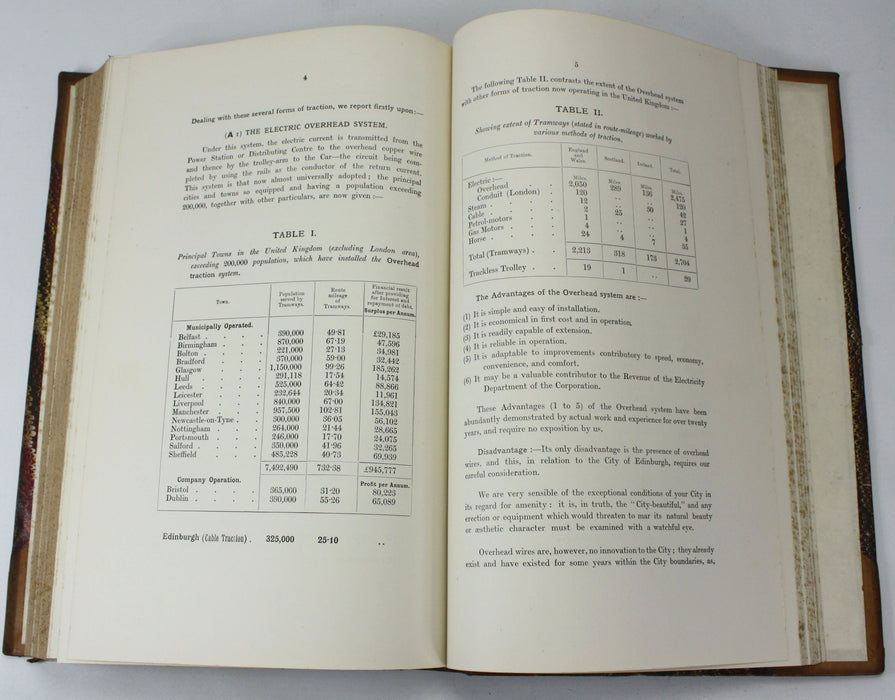 4
Dealing with these several forms of traction, we report firstly upon:—
(A 1) THE ELECTRIC OVERHEAD SYSTEM.
Under this system, the electric current is transmitted from the
Power Station or Distributing Centre to the overhead copper wire
and thence by the trolley-arm to the Car—the circuit being com-
pleted by using the rails as the conductor of the return current.
This system is that now almost universally adopted; the principal
cities and towns so equipped and having a population exceeding
200,000, together with other particulars, are now given:—
TABLE I.
Principal Towns in the United Kingdom (excluding London area),
exceeding 200,000 population, which have installed the Overhead
traction system.
Town. Population served by Tramways. Route mileage of Tramways. Financial result after providing for Interest and repayment of debt. Surplus per Annum.
Municipally Operated.
Belfast . . . . 390,000 49·81 £29,185
Birmingham . . . 870,000 67·19 47,596
Bolton . . . . 221,000 27·13 34,981
Bradford . . . . 370,000 59·00 32,442
Glasgow . . . . 1,150,000 99·26 185,262
Hull . . . . 291,118 17·54 14,574
Leeds . . . . 525,000 64·42 88,866
Leicester . . . . 232,644 20·34 11,961
Liverpool . . . . 840,000 67·00 134,821
Manchester . . . 957,500 102·81 155,043
Newcastle-on-Tyne . . 300,000 36·05 56,102
Nottingham . . . 264,000 21·44 28,665
Portsmouth . . . 246,000 17·70 24,075
Salford . . . . 350,000 41·96 32,265
Sheffield . . . . 485,228 40·73 69,939
7,492,490 732·38 £945,777
Company Operation. Profit per Annum.
Bristol . . . . 365,000 31·20 80,223
Dublin . . . . 390,000 55·26 65,089
Edinburgh (Cable Traction) . 325,000 25·10 ..
5
The following Table II. contrasts the extent of the Overhead system
with other forms of traction now operating in the United Kingdom:—
TABLE II.
Showing extent of Tramways (stated in route-mileage) worked by
various methods of traction.
Method of Traction. England and Wales. Scotland. Ireland. Total.
Electric:— Miles. Miles. Miles. Miles.
Overhead . . 2,050 289 136 2,475
Conduit (London) . 120 .. .. 120
Steam . . . . 12 .. 30 42
Cable . . . . 2 25 .. 27
Petrol-motors . . 1 .. .. 1
Gas Motors . . . 4 .. .. 4
Horse . . . . 24 4 7 35
Total (Tramways) . . 2,213 318 173 2,704
Trackless Trolley . . 19 1 .. 20
The Advantages of the Overhead system are:—
(1) It is simple and easy of installation.
(2) It is economical in first cost and in operation.
(3) It is readily capable of extension.
(4) It is reliable in operation.
(5) It is adaptable to improvements contributory to speed, economy,
convenience, and comfort.
(6) It may be a valuable contributor to the Revenue of the Electricity
Department of the Corporation.
These Advantages (1 to 5) of the Overhead system have been
abundantly demonstrated by actual work and experience for over twenty
years, and require no exposition by us.
Disadvantage:—Its only disadvantage is the presence of overhead
wires, and this, in relation to the City of Edinburgh, requires our
careful consideration.
We are very sensible of the exceptional conditions of your City in
its regard for amenity: it is, in truth, the "City-beautiful," and any
erection or equipment which would threaten to mar its natural beauty
or æsthetic character must be examined with a watchful eye.
Overhead wires are, however, no innovation to the City; they already
exist and have existed for some years within the City boundaries, as,